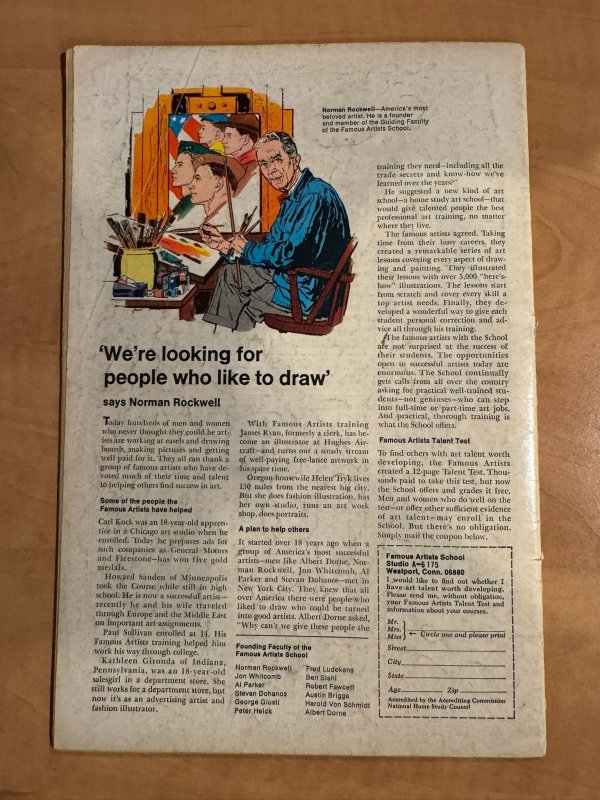 Norman Rockwell—America's most
beloved artist. He is a founder
and member of the Guiding Faculty
of the Famous Artists School.
'We're looking for
people who like to draw'
says Norman Rockwell
Today hundreds of men and women
who never thought they could be art-
ists are working at easels and drawing
boards, making pictures and getting
well paid for it. They all can thank a
group of famous artists who have de-
voted much of their time and talent
to helping others find success in art.
Some of the people the
Famous Artists have helped
Carl Kock was an 18-year-old appren-
tice in a Chicago art studio when he
enrolled. Today he prepares ads for
such companies as General Motors
and Firestone—has won five gold
medals.
Howard Sanden of Minneapolis
took the Course while still in high
school. He is now a successful artist—
recently he and his wife traveled
through Europe and the Middle East
on important art assignments.
Paul Sullivan enrolled at 14. His
Famous Artists training helped him
work his way through college.
Kathleen Gironda of Indiana,
Pennsylvania, was an 18-year-old
salesgirl in a department store. She
still works for a department store, but
now it's as an advertising artist and
fashion illustrator.
With Famous Artists training
James Ryan, formerly a clerk, has be-
come an illustrator at Hughes Air-
craft—and turns out a steady stream
of well-paying free-lance artwork in
his spare time.
Oregon housewife Helen Tryk lives
150 miles from the nearest big city.
But she does fashion illustration, has
her own studio, runs an art work
shop, does portraits.
A plan to help others
It started over 18 years ago when a
group of America's most successful
artists—men like Albert Dorne, Nor-
man Rockwell, Jon Whitcomb, Al
Parker and Stevan Dohanos—met in
New York City. They knew that all
over America there were people who
liked to draw who could be turned
into good artists. Albert Dorne asked,
"Why can't we give these people the
Founding Faculty of the
Famous Artists School
Norman Rockwell
Jon Whitcomb
Al Parker
Stevan Dohanos
George Giusti
Peter Helck
Fred Ludekens
Ben Stahl
Robert Fawcett
Austin Briggs
Harold Von Schmidt
Albert Dorne
training they need—including all the
trade secrets and know-how we've
learned over the years?"
He suggested a new kind of art
school—a home study art school—that
would give talented people the best
professional art training, no matter
where they live.
The famous artists agreed. Taking
time from their busy careers, they
created a remarkable series of art
lessons covering every aspect of draw-
ing and painting. They illustrated
their lessons with over 5,000 "here's-
how" illustrations. The lessons start
from scratch and cover every skill a
top artist needs. Finally, they de-
veloped a wonderful way to give each
student personal correction and ad-
vice all through his training.
The famous artists with the School
are not surprised at the success of
their students. The opportunities
open to successful artists today are
enormous. The School continually
gets calls from all over the country
asking for practical well-trained stu-
dents—not geniuses—who can step
into full-time or part-time art jobs.
And practical, thorough training is
what the School offers.
Famous Artists Talent Test
To find others with art talent worth
developing, the Famous Artists
created a 12-page Talent Test. Thou-
sands paid to take this test, but now
the School offers and grades it free.
Men and women who do well on the
test—or offer other sufficient evidence
of art talent—may enroll in the
School. But there's no obligation.
Simply mail the coupon below.
Famous Artists School
Studio A-6175
Westport, Conn. 06880
I would like to find out whether I
have art talent worth developing.
Please send me, without obligation,
your Famous Artists Talent Test and
information about your courses.
Mr.
Mrs.
Miss
← Circle one and please print
Street
City
State
Age Zip
Accredited by the Accrediting Commission
National Home Study Council